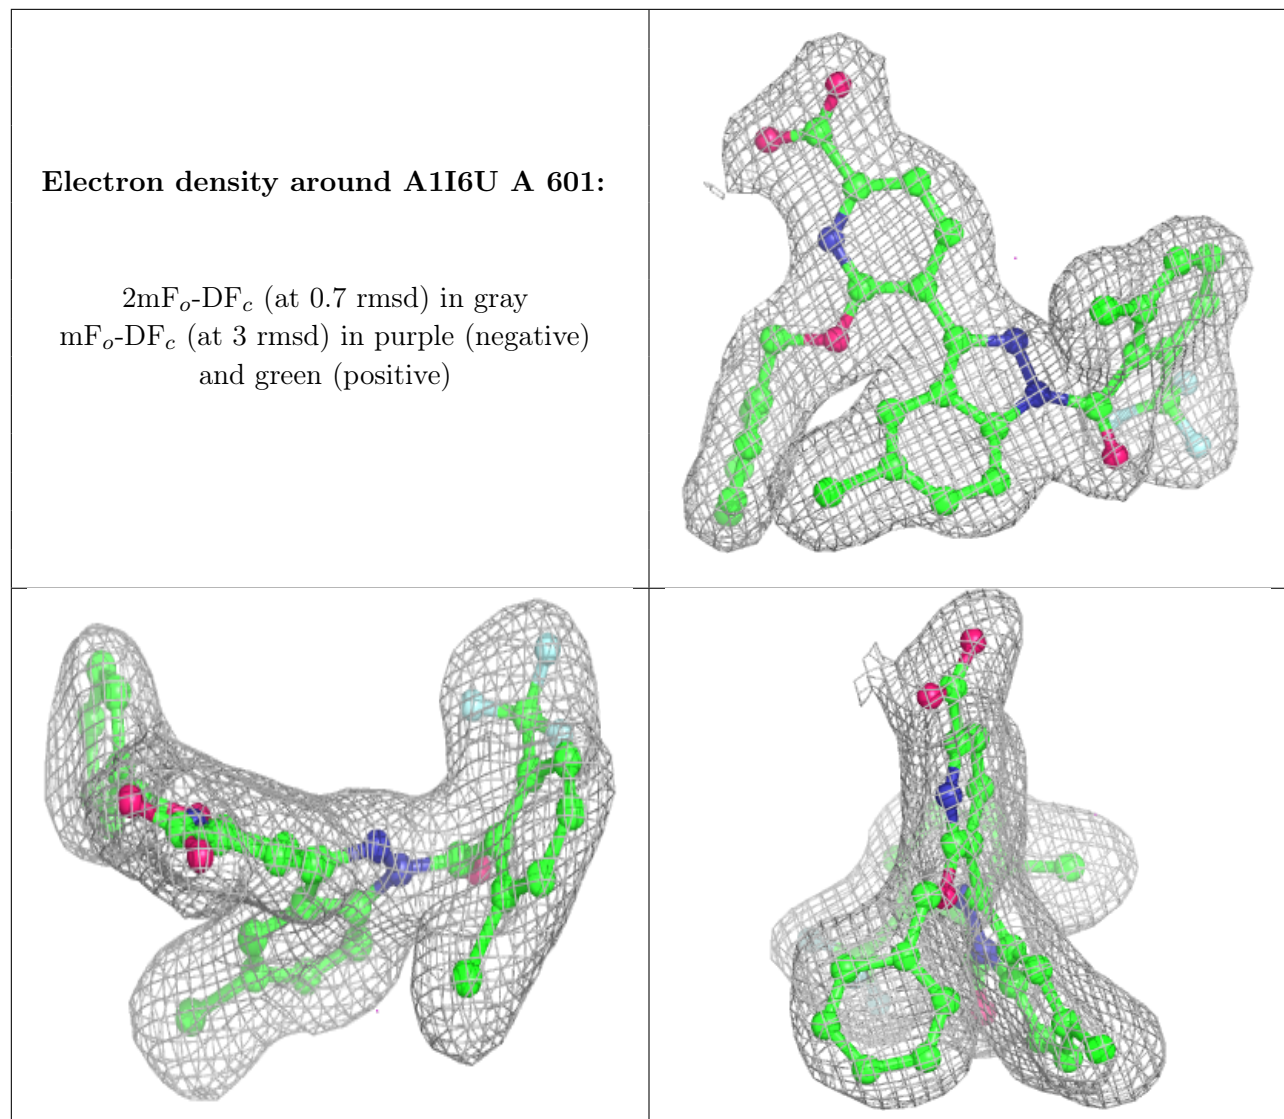 Electron density around A1I6U A 601:
2mFo-DFc (at 0.7 rmsd) in gray
mFo-DFc (at 3 rmsd) in purple (negative)
and green (positive)